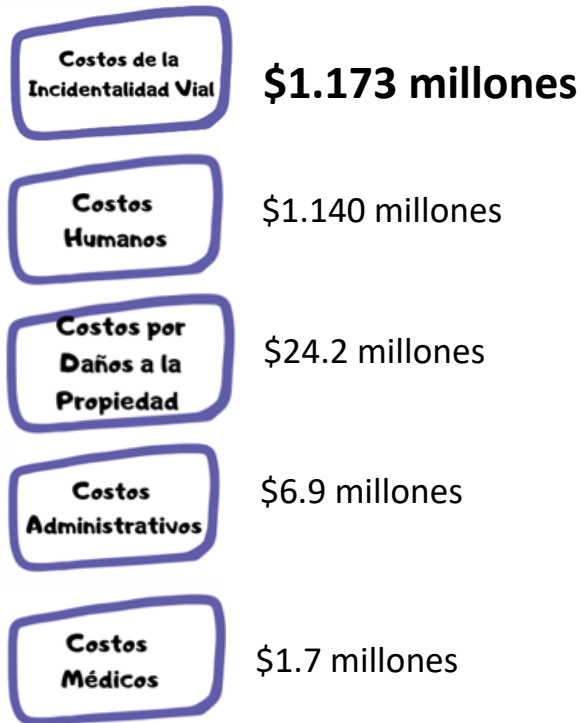 Costos de la
Incidentalidad Vial
$1.173 millones
Costos
Humanos
$1.140 millones
Costos por
Daños a la
Propiedad
$24.2 millones
Costos
Administrativos
$6.9 millones
Costos
Médicos
$1.7 millones